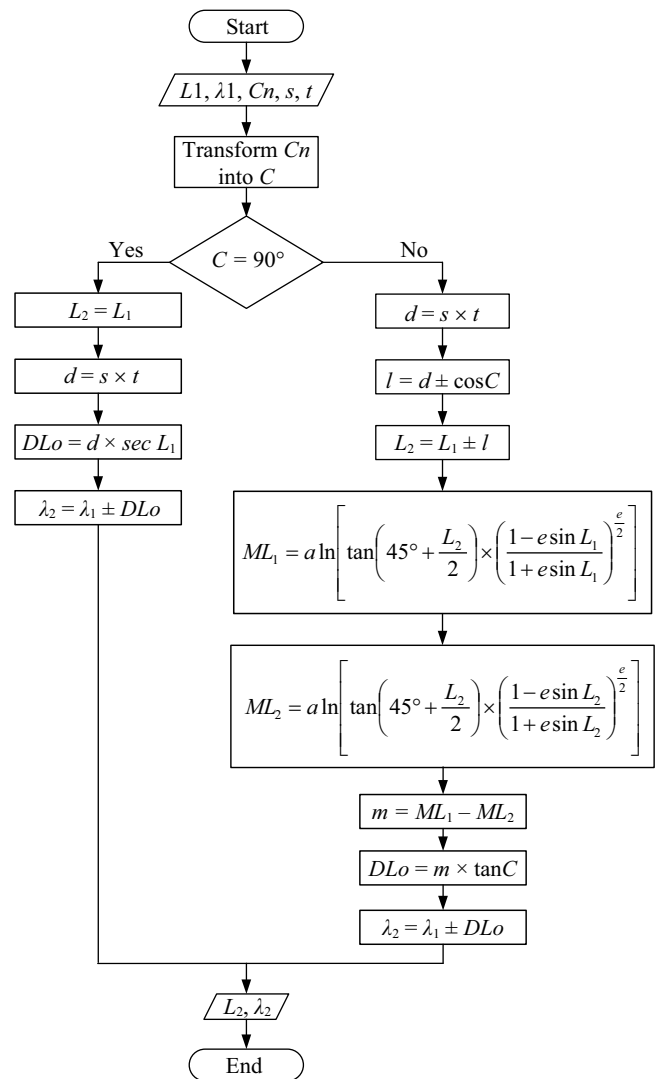 Start
L1, λ1, Cn, s, t
Transform Cn
into C
C = 90°
Yes
No
L₂ = L₁
d = s × t
DLo = d × sec L₁
λ₂ = λ₁ ± DLo
d = s × t
l = d ± cosC
L₂ = L₁ ± l
ML₁ = a ln[tan(45° + L₂/2) × ((1 − e sin L₁)/(1 + e sin L₁))^(e/2)]
ML₂ = a ln[tan(45° + L₂/2) × ((1 − e sin L₂)/(1 + e sin L₂))^(e/2)]
m = ML₁ – ML₂
DLo = m × tanC
λ₂ = λ₁ ± DLo
L₂, λ₂
End